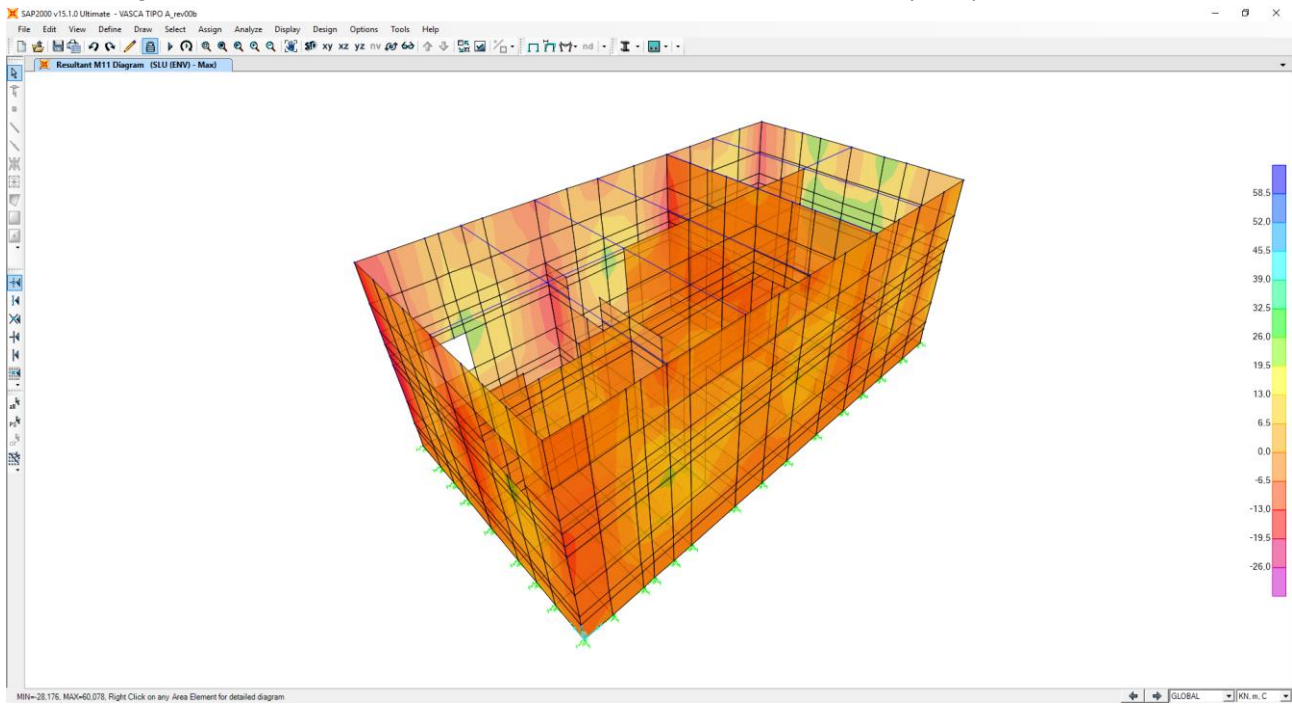 SAP2000 v15.1.0 Ultimate - VASCA TIPO A_rev00b
File Edit View Define Draw Select Assign Analyze Display Design Options Tools Help
xy xz yz nv nd
Resultant M11 Diagram (SLU (ENV) - Max)
58.5
52.0
45.5
39.0
32.5
26.0
19.5
13.0
6.5
0.0
-6.5
-13.0
-19.5
-26.0
MIN=-28.176, MAX=60.078, Right Click on any Area Element for detailed diagram
GLOBAL
KN, m, C